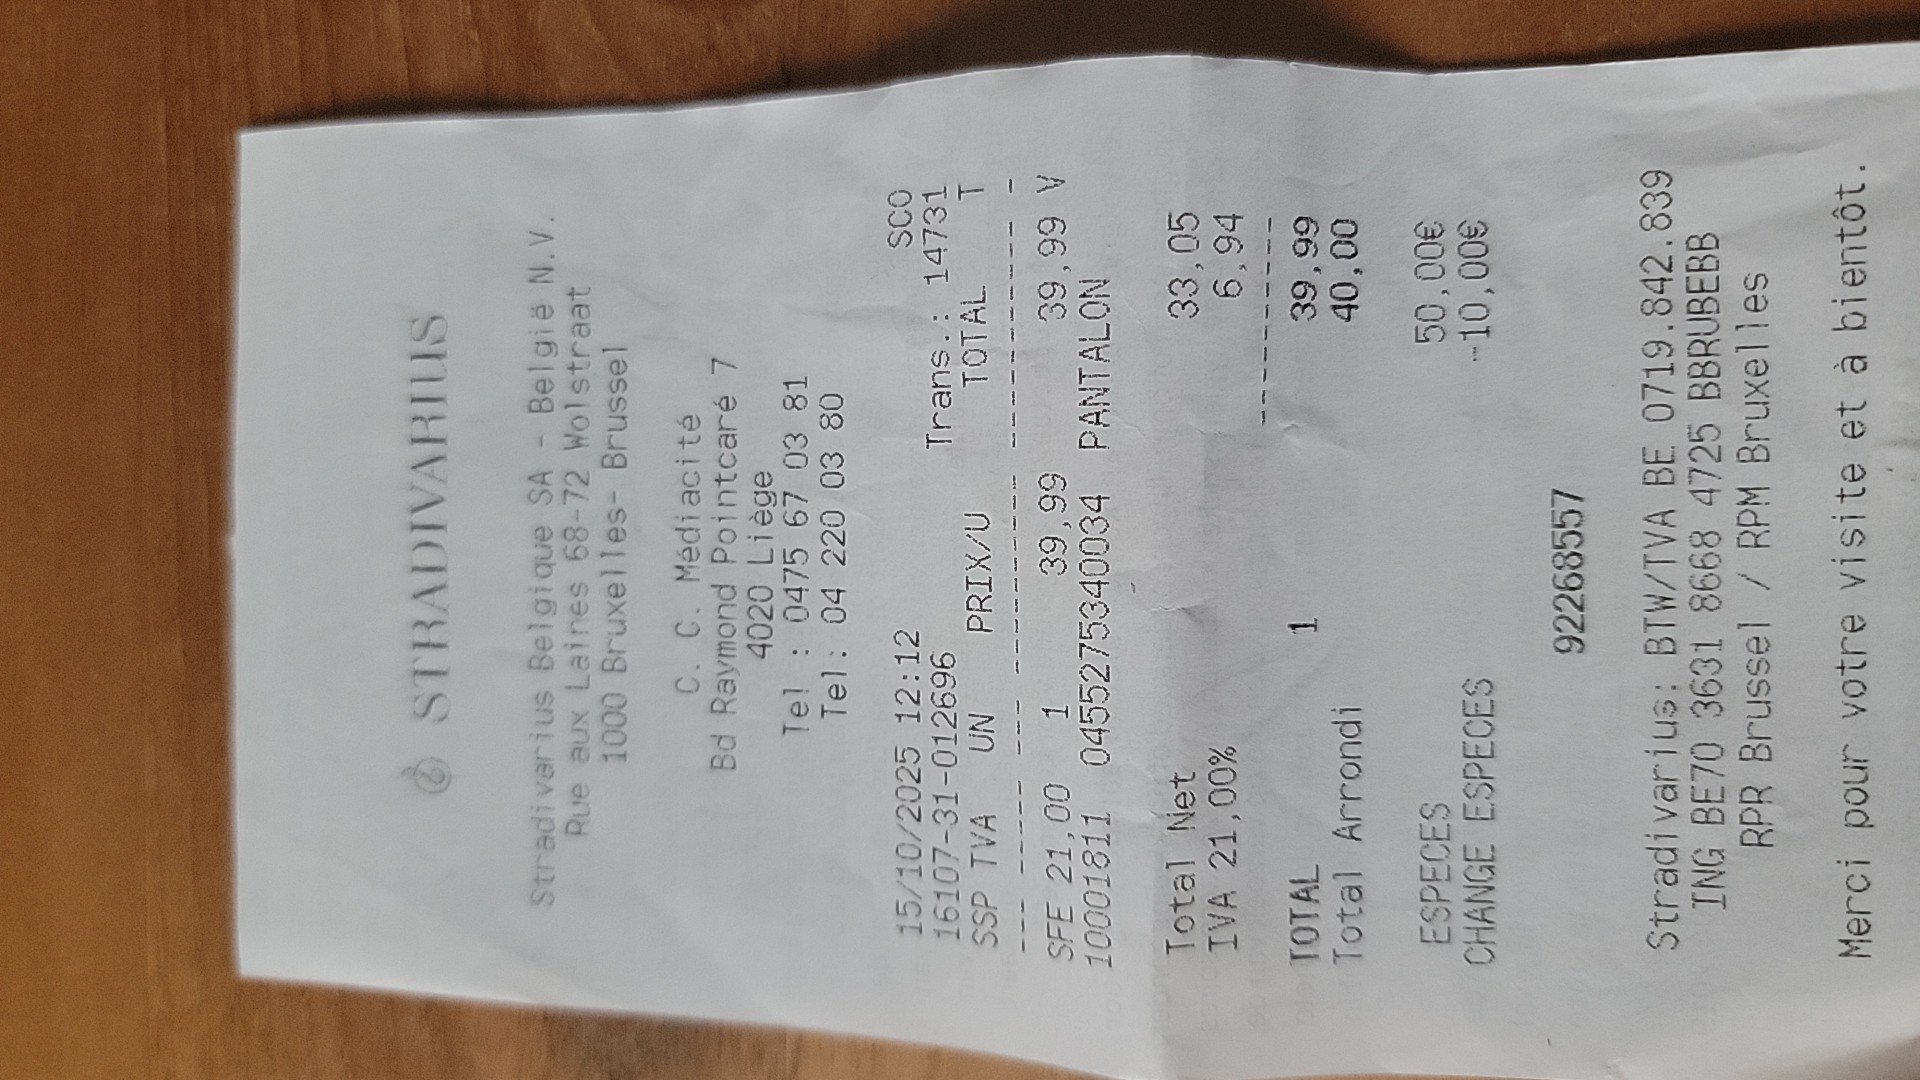 STRADIVARIUS
Stradivarius Belgique SA - België N.V.
Rue aux Laines 68-72 Wolstraat
1000 Bruxelles- Brussel
C. C. Médiacité
Bd Raymond Pointcaré 7
4020 Liège
Tel : 0475 67 03 81
Tel: 04 220 03 80
15/10/2025 12:12 SCO
16107-31-012696 Trans.: 14731
SSP TVA UN PRIX/U TOTAL T
SFE 21,00 1 39,99 39,99 V
10001811 0455275340034 PANTALON
Total Net 33,05
IVA 21,00% 6,94
TOTAL 1 39,99
Total Arrondi 40,00
ESPECES 50,00€
CHANGE ESPECES -10,00€
92268557
Stradivarius: BTW/TVA BE 0719.842.839
ING BE70 3631 8668 4725 BBRUBEBB
RPR Brussel / RPM Bruxelles
Merci pour votre visite et à bientôt.